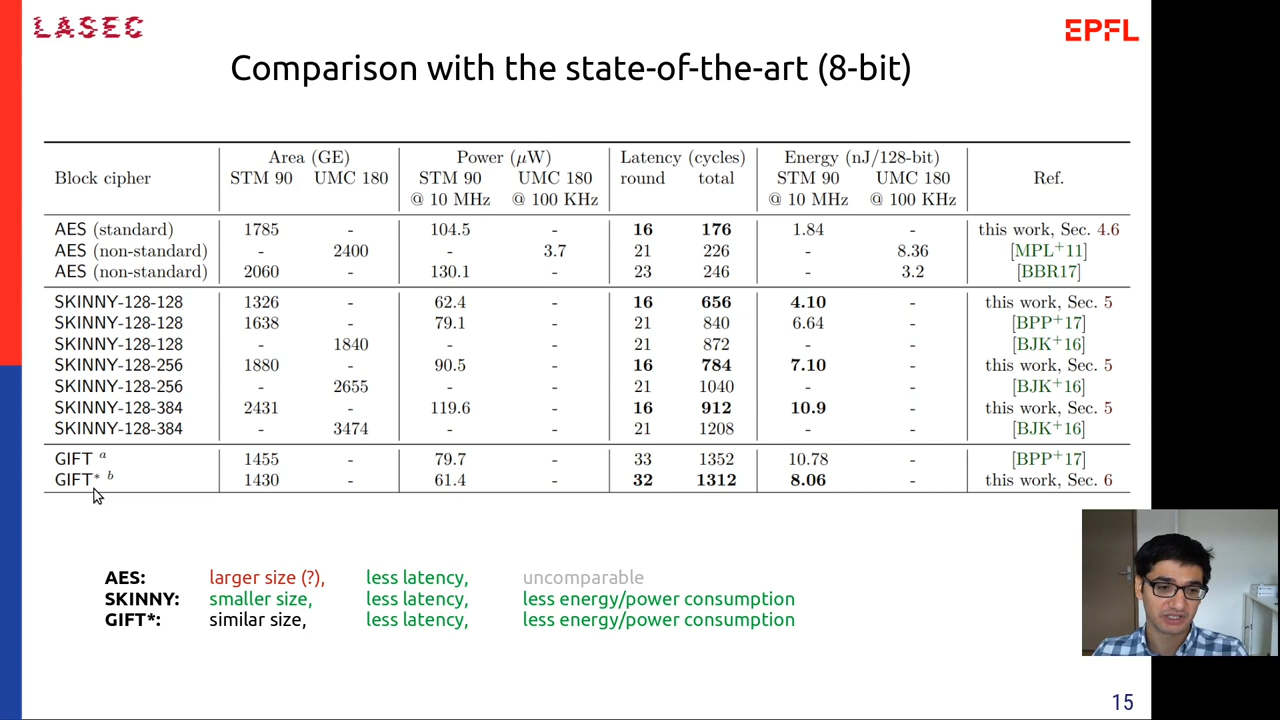 LASEC
EPFL
Comparison with the state-of-the-art (8-bit)
Area (GE) Power (μW) Latency (cycles) Energy (nJ/128-bit)
Block cipher STM 90 UMC 180 STM 90 UMC 180 round total STM 90 UMC 180 Ref.
@ 10 MHz @ 100 KHz @ 10 MHz @ 100 KHz
AES (standard) 1785 - 104.5 - 16 176 1.84 - this work, Sec. 4.6
AES (non-standard) - 2400 - 3.7 21 226 - 8.36 [MPL+11]
AES (non-standard) 2060 - 130.1 - 23 246 - 3.2 [BBR17]
SKINNY-128-128 1326 - 62.4 - 16 656 4.10 - this work, Sec. 5
SKINNY-128-128 1638 - 79.1 - 21 840 6.64 - [BPP+17]
SKINNY-128-128 - 1840 - - 21 872 - - [BJK+16]
SKINNY-128-256 1880 - 90.5 - 16 784 7.10 - this work, Sec. 5
SKINNY-128-256 - 2655 - - 21 1040 - - [BJK+16]
SKINNY-128-384 2431 - 119.6 - 16 912 10.9 - this work, Sec. 5
SKINNY-128-384 - 3474 - - 21 1208 - - [BJK+16]
GIFT a 1455 - 79.7 - 33 1352 10.78 - [BPP+17]
GIFT* b 1430 - 61.4 - 32 1312 8.06 - this work, Sec. 6
AES: larger size (?), less latency, uncomparable
SKINNY: smaller size, less latency, less energy/power consumption
GIFT*: similar size, less latency, less energy/power consumption
15